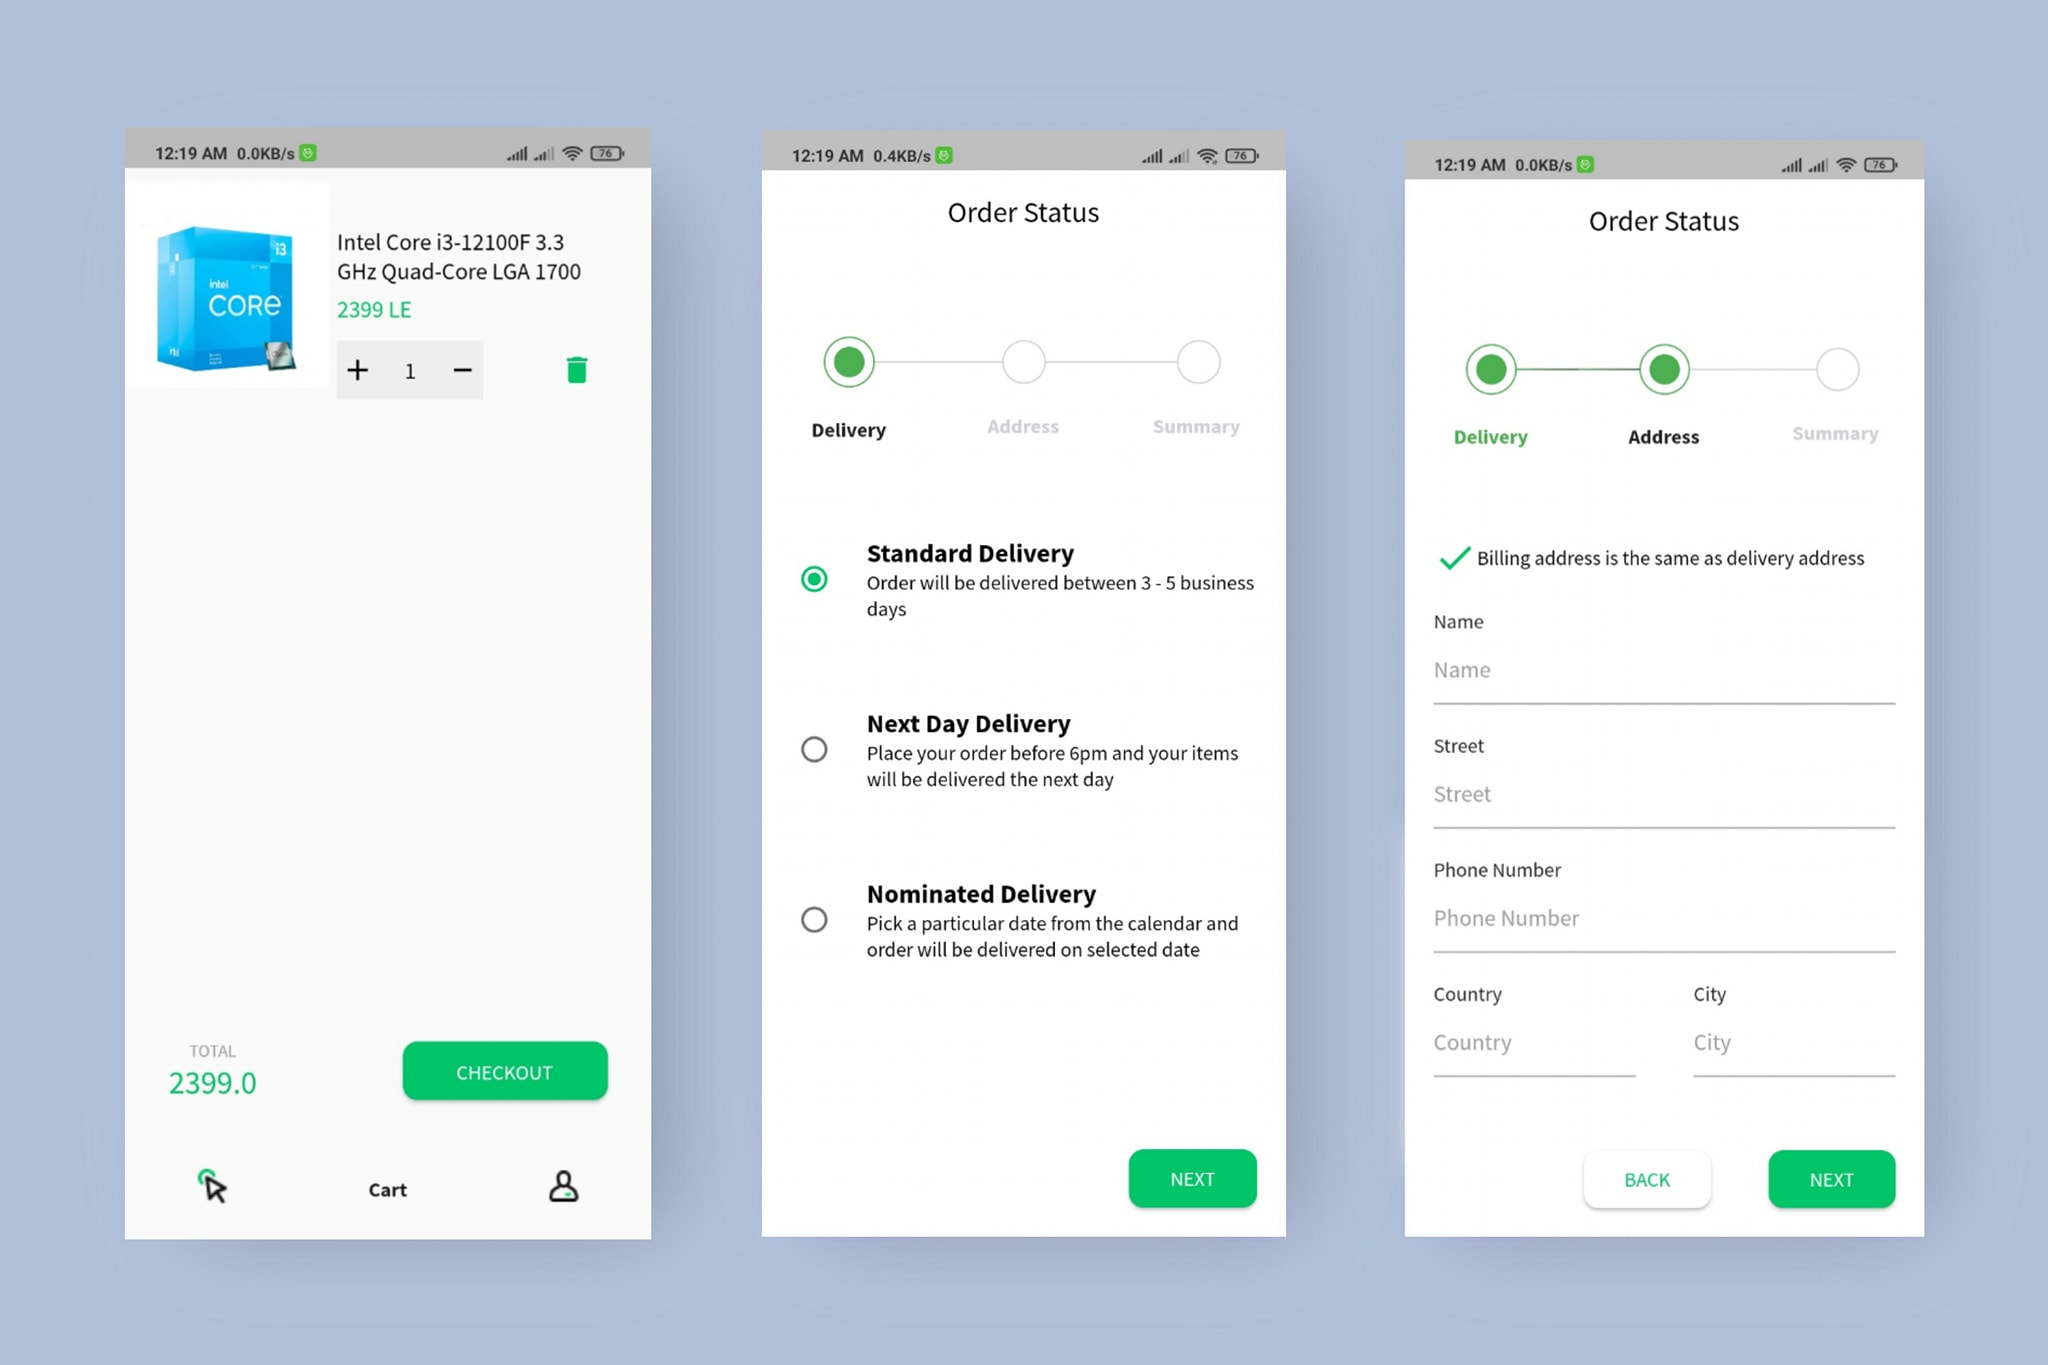 12:19 AM 0.0KB/s
76
i3
intel
CORE
intel
Intel Core i3-12100F 3.3
GHz Quad-Core LGA 1700
2399 LE
+ 1 −
TOTAL
2399.0
CHECKOUT
Cart
12:19 AM 0.4KB/s
76
Order Status
Delivery
Address
Summary
Standard Delivery
Order will be delivered between 3 - 5 business
days
Next Day Delivery
Place your order before 6pm and your items
will be delivered the next day
Nominated Delivery
Pick a particular date from the calendar and
order will be delivered on selected date
NEXT
12:19 AM 0.0KB/s
76
Order Status
Delivery
Address
Summary
Billing address is the same as delivery address
Name
Name
Street
Street
Phone Number
Phone Number
Country
City
Country
City
BACK
NEXT